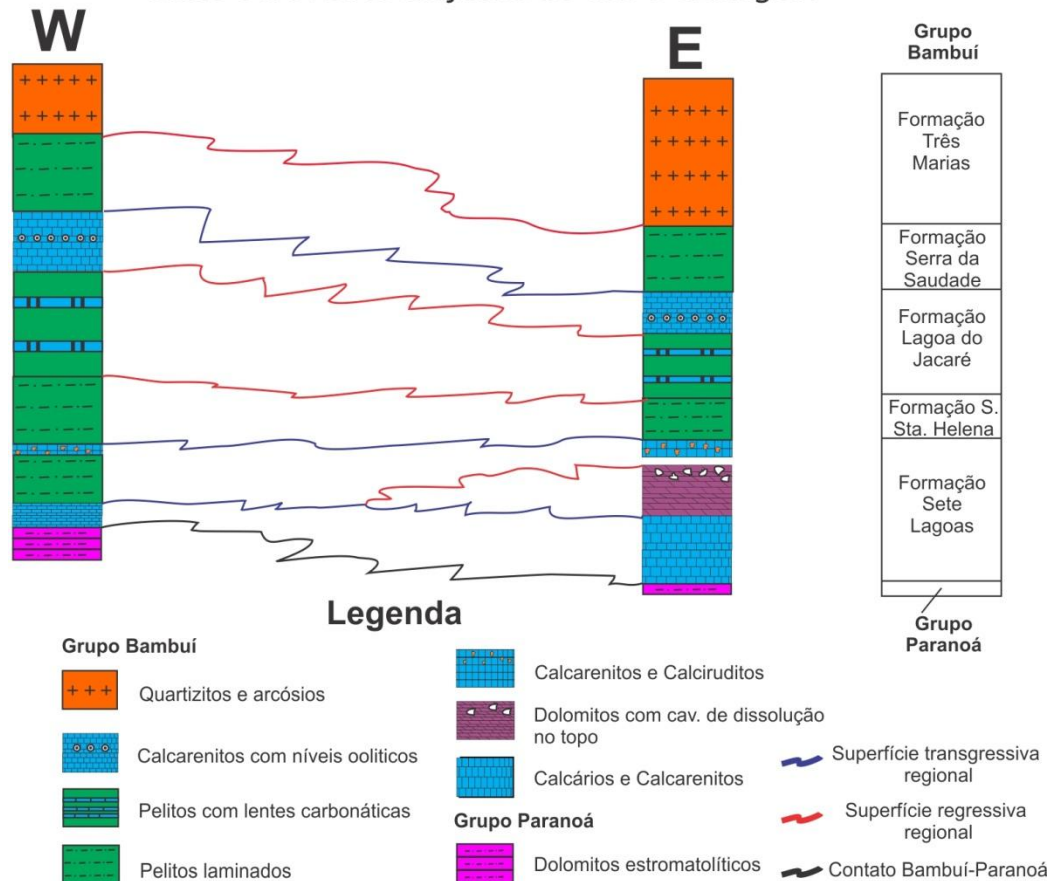 W
E
Grupo
Bambuí
Formação
Três
Marias
Formação
Serra da
Saudade
Formação
Lagoa do
Jacaré
Formação S.
Sta. Helena
Formação
Sete
Lagoas
Grupo
Paranoá
Legenda
Grupo Bambuí
Quartizitos e arcósios
Calcarenitos com níveis ooliticos
Pelitos com lentes carbonáticas
Pelitos laminados
Calcarenitos e Calciruditos
Dolomitos com cav. de dissolução
no topo
Calcários e Calcarenitos
Grupo Paranoá
Dolomitos estromatolíticos
Superfície transgressiva
regional
Superfície regressiva
regional
Contato Bambuí-Paranoá